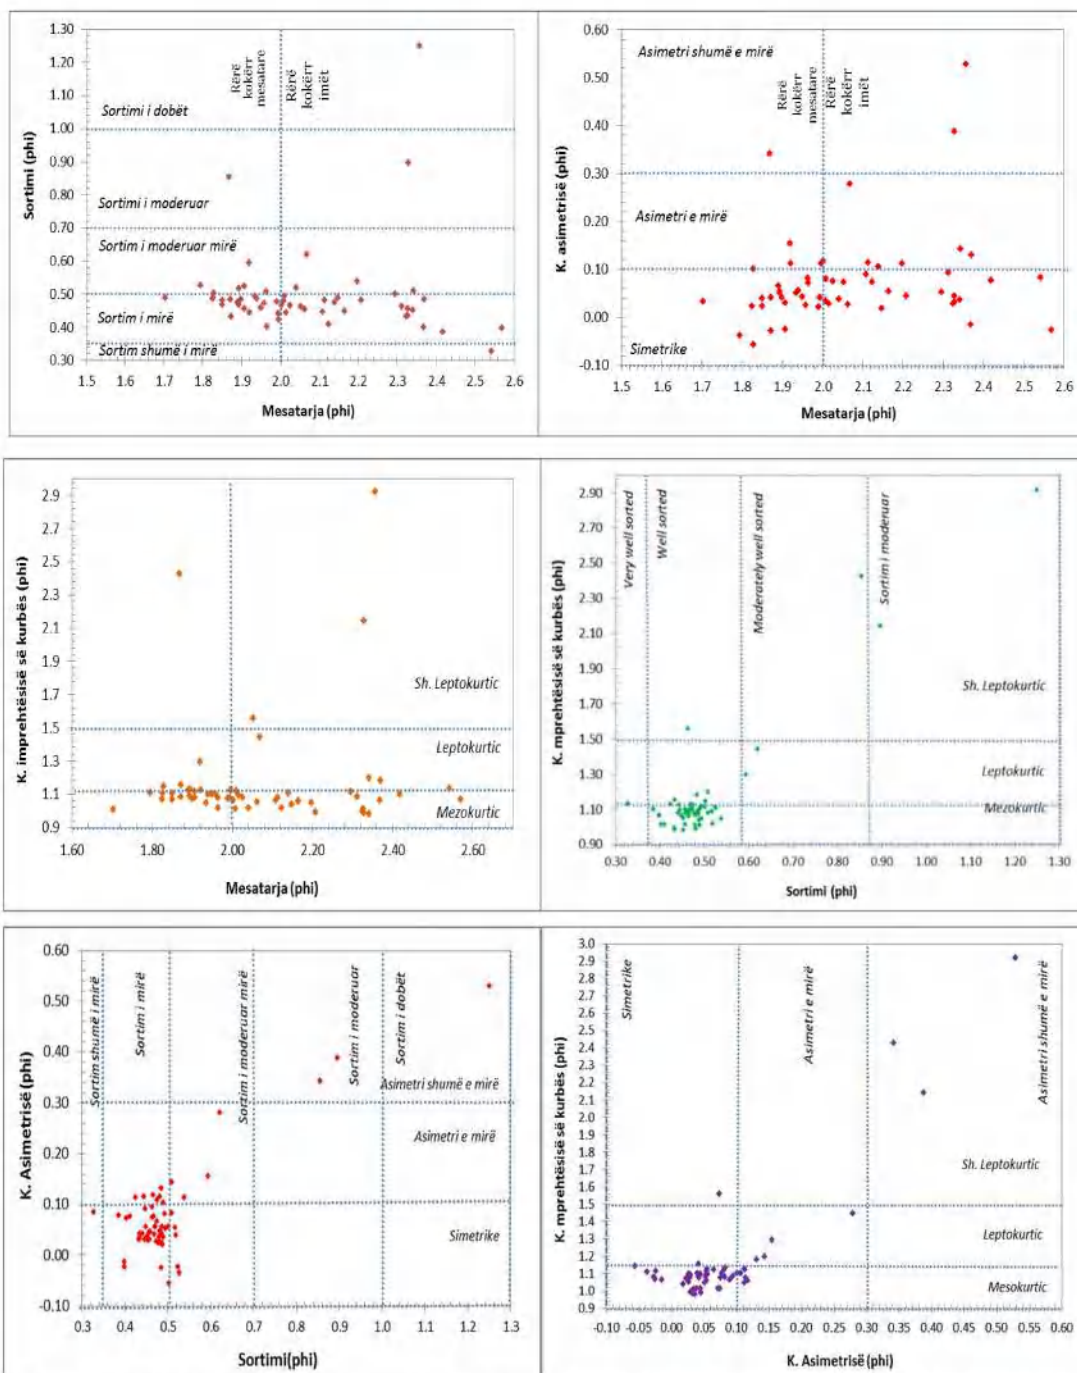 1.30
1.20
1.10
1.00
0.90
0.80
0.70
0.60
0.50
0.40
0.30
Sortimi (phi)
Rërë
kokërr
mesatare
Rërë
kokërr
imët
Sortimi i dobët
Sortimi i moderuar
Sortim i moderuar mirë
Sortim i mirë
Sortim shumë i mirë
1.5 1.6 1.7 1.8 1.9 2.0 2.1 2.2 2.3 2.4 2.5 2.6
Mesatarja (phi)
0.60
0.50
0.40
0.30
0.20
0.10
0.00
-0.10
K. asimetrisë (phi)
Asimetri shumë e mirë
Rërë
kokërr
mesatare
Rërë
kokërr
imët
Asimetri e mirë
Simetrike
1.5 1.6 1.7 1.8 1.9 2.0 2.1 2.2 2.3 2.4 2.5 2.6
Mesatarja (phi)
2.9
2.7
2.5
2.3
2.1
1.9
1.7
1.5
1.3
1.1
0.9
K. imprehtësisë së kurbës (phi)
Sh. Leptokurtic
Leptokurtic
Mezokurtic
1.60 1.80 2.00 2.20 2.40 2.60
Mesatarja (phi)
2.90
2.70
2.50
2.30
2.10
1.90
1.70
1.50
1.30
1.10
0.90
K. mprehtësisë së kurbës (phi)
Very well sorted
Well sorted
Moderately well sorted
Sortim i moderuar
Sh. Leptokurtic
Leptokurtic
Mezokurtic
0.30 0.40 0.50 0.60 0.70 0.80 0.90 1.00 1.10 1.20 1.30
Sortimi (phi)
0.60
0.50
0.40
0.30
0.20
0.10
0.00
-0.10
K. Asimetrisë (phi)
Sortim shumë i mirë
Sortim i mirë
Sortim i moderuar mirë
Sortim i moderuar
Sortim i dobët
Asimetri shumë e mirë
Asimetri e mirë
Simetrike
0.3 0.4 0.5 0.6 0.7 0.8 0.9 1.0 1.1 1.2 1.3
Sortimi(phi)
3.0
2.9
2.8
2.7
2.6
2.5
2.4
2.3
2.2
2.1
2.0
1.9
1.8
1.7
1.6
1.5
1.4
1.3
1.2
1.1
1.0
0.9
K. mprehtësisë së kurbës (phi)
Simetrike
Asimetri e mirë
Asimetri shumë e mirë
Sh. Leptokurtic
Leptokurtic
Mesokurtic
-0.10 -0.05 0.00 0.05 0.10 0.15 0.20 0.25 0.30 0.35 0.40 0.45 0.50 0.55 0.60
K. Asimetrisë (phi)